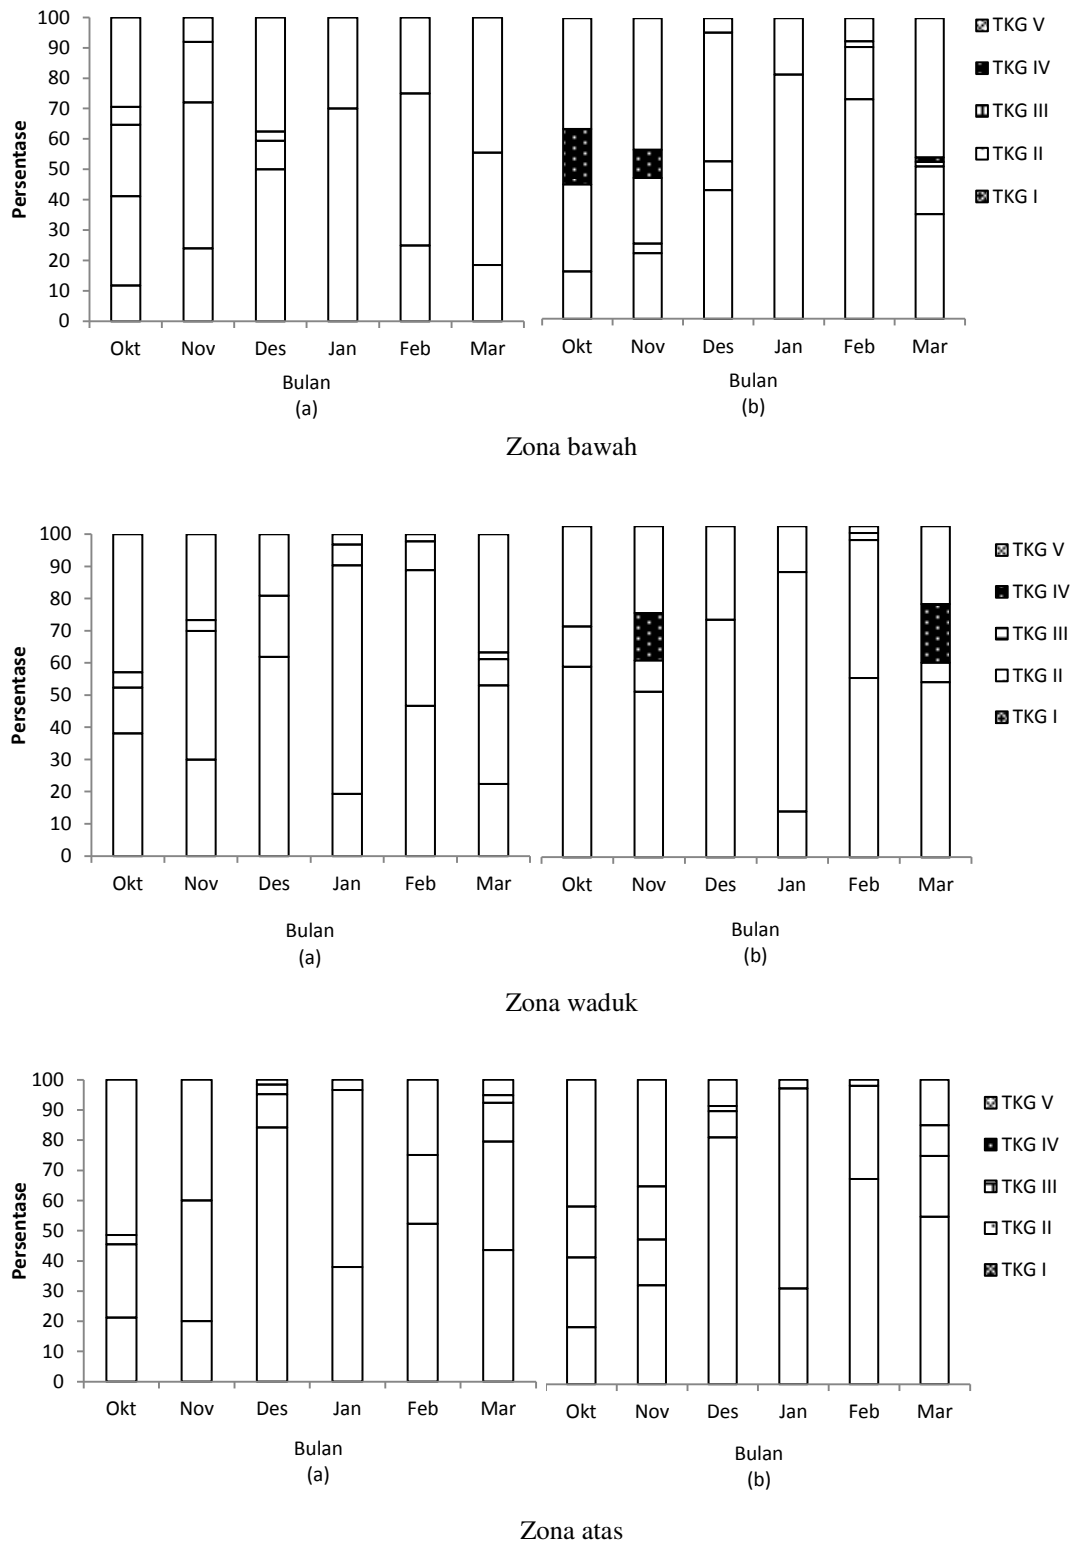 100
90
80
70
60
50
40
30
20
10
0
Persentase
Okt Nov Des Jan Feb Mar
Bulan
(a)
Okt Nov Des Jan Feb Mar
Bulan
(b)
TKG V
TKG IV
TKG III
TKG II
TKG I
Zona bawah
100
90
80
70
60
50
40
30
20
10
0
Persentase
Okt Nov Des Jan Feb Mar
Bulan
(a)
Okt Nov Des Jan Feb Mar
Bulan
(b)
TKG V
TKG IV
TKG III
TKG II
TKG I
Zona waduk
100
90
80
70
60
50
40
30
20
10
0
Persentase
Okt Nov Des Jan Feb Mar
Bulan
(a)
Okt Nov Des Jan Feb Mar
Bulan
(b)
TKG V
TKG IV
TKG III
TKG II
TKG I
Zona atas